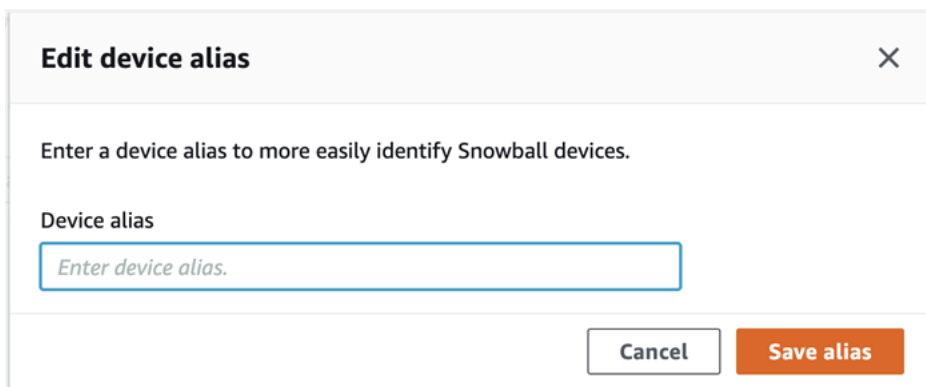 Edit device alias
Enter a device alias to more easily identify Snowball devices.
Device alias
Enter device alias.
Cancel
Save alias